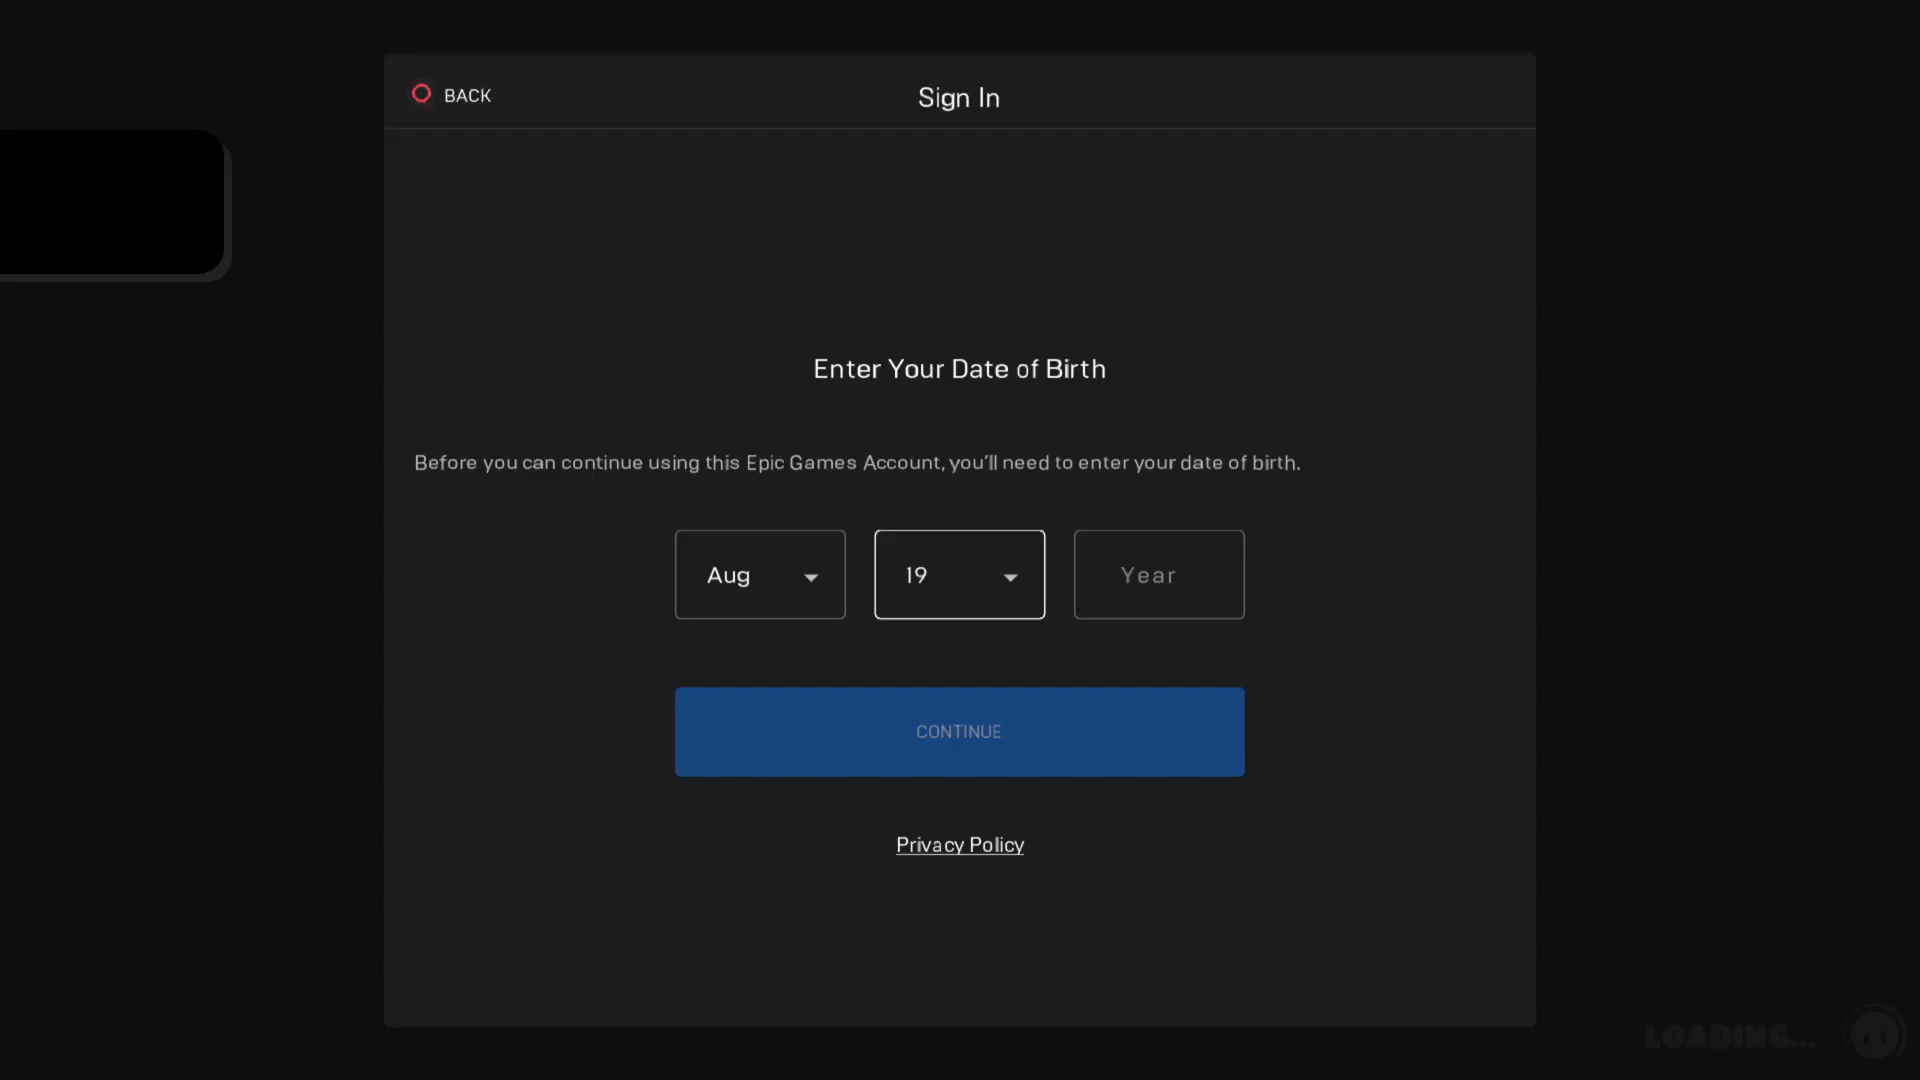 BACK
Sign In
Enter Your Date of Birth
Before you can continue using this Epic Games Account, you'll need to enter your date of birth.
Aug
19
Year
CONTINUE
Privacy Policy
LOADING...